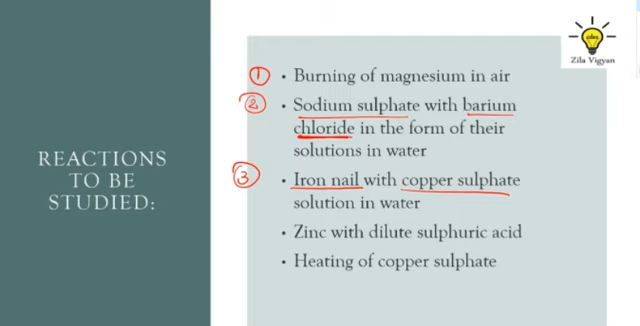 Zila Vigyan
REACTIONS
TO BE
STUDIED:
① • Burning of magnesium in air
② • Sodium sulphate with barium
chloride in the form of their
solutions in water
③ • Iron nail with copper sulphate
solution in water
• Zinc with dilute sulphuric acid
• Heating of copper sulphate